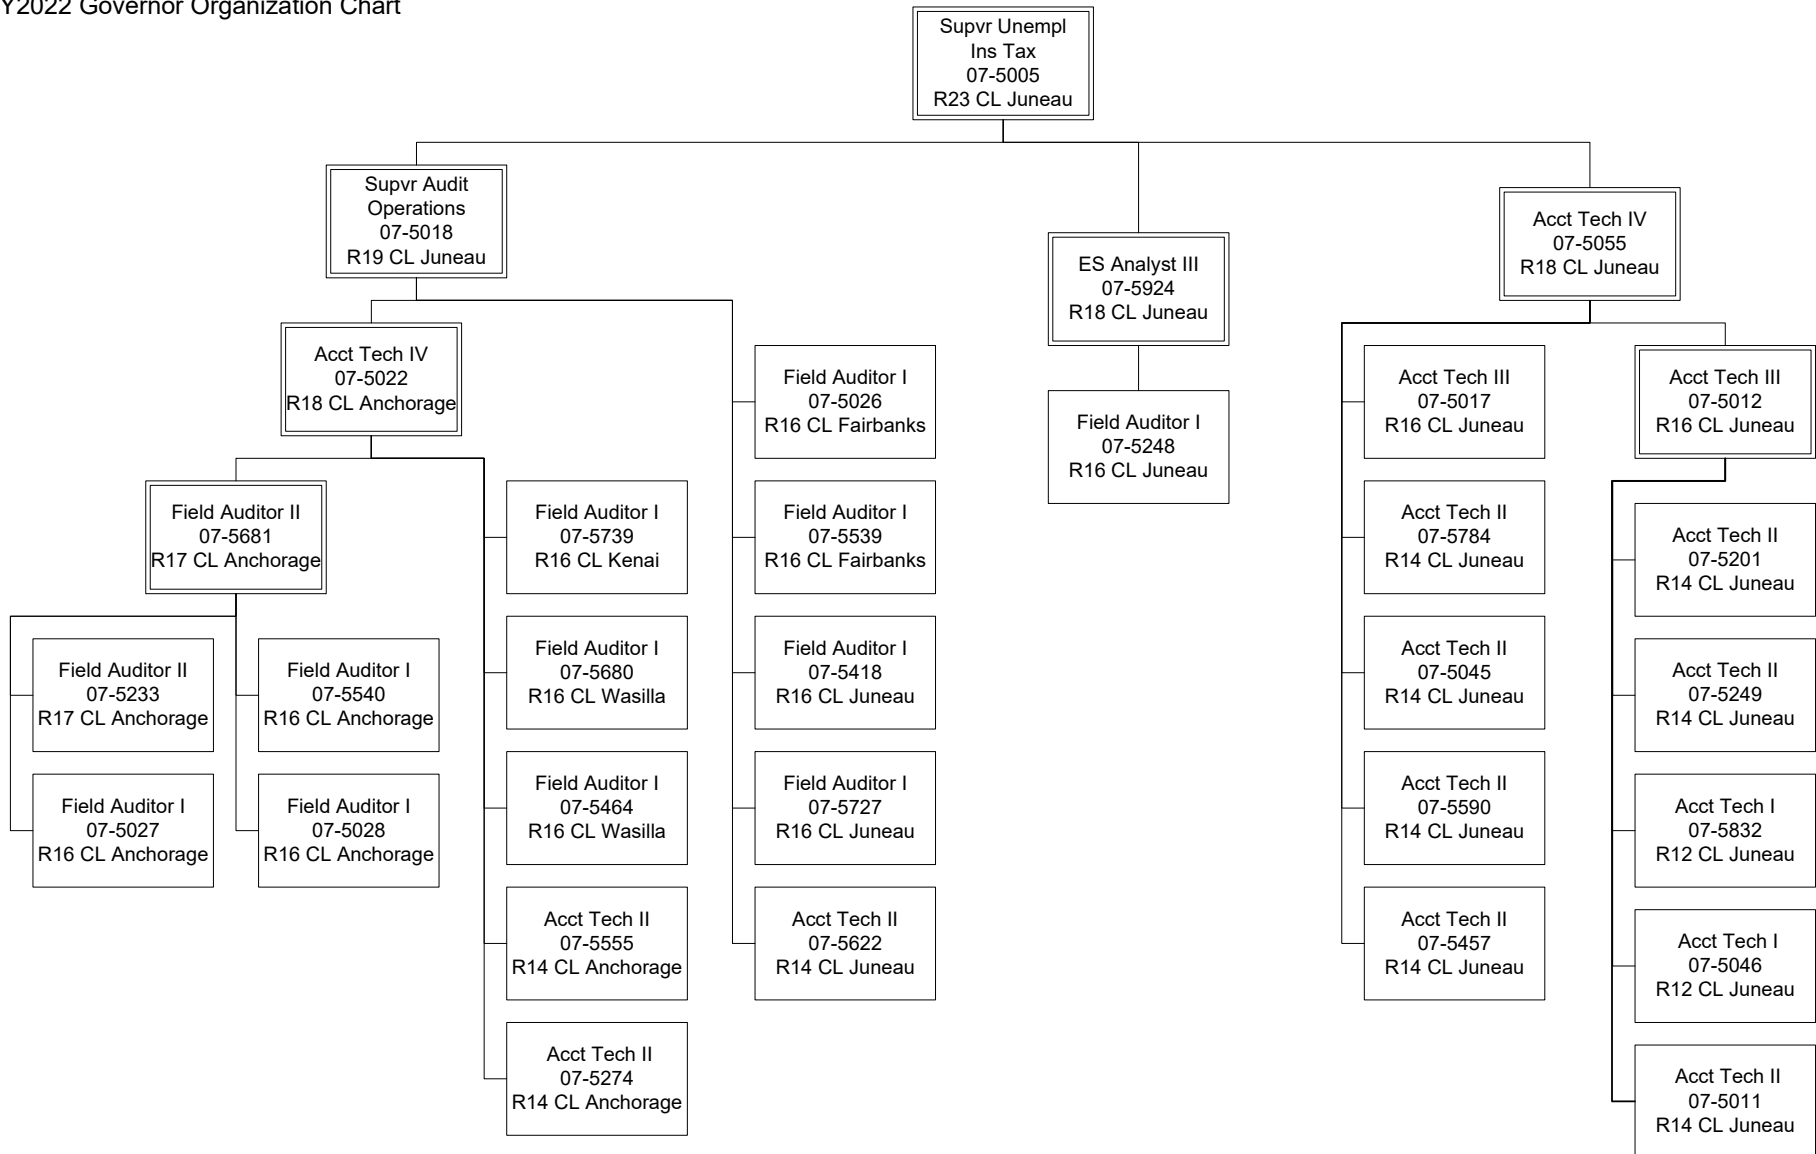 Y2022 Governor Organization Chart
Supvr Unempl
Ins Tax
07-5005
R23 CL Juneau
Supvr Audit
Operations
07-5018
R19 CL Juneau
Acct Tech IV
07-5022
R18 CL Anchorage
Field Auditor II
07-5681
R17 CL Anchorage
Field Auditor II
07-5233
R17 CL Anchorage
Field Auditor I
07-5027
R16 CL Anchorage
Field Auditor I
07-5540
R16 CL Anchorage
Field Auditor I
07-5028
R16 CL Anchorage
Field Auditor I
07-5739
R16 CL Kenai
Field Auditor I
07-5680
R16 CL Wasilla
Field Auditor I
07-5464
R16 CL Wasilla
Acct Tech II
07-5555
R14 CL Anchorage
Acct Tech II
07-5274
R14 CL Anchorage
Field Auditor I
07-5026
R16 CL Fairbanks
Field Auditor I
07-5539
R16 CL Fairbanks
Field Auditor I
07-5418
R16 CL Juneau
Field Auditor I
07-5727
R16 CL Juneau
Acct Tech II
07-5622
R14 CL Juneau
ES Analyst III
07-5924
R18 CL Juneau
Field Auditor I
07-5248
R16 CL Juneau
Acct Tech IV
07-5055
R18 CL Juneau
Acct Tech III
07-5017
R16 CL Juneau
Acct Tech II
07-5784
R14 CL Juneau
Acct Tech II
07-5045
R14 CL Juneau
Acct Tech II
07-5590
R14 CL Juneau
Acct Tech II
07-5457
R14 CL Juneau
Acct Tech III
07-5012
R16 CL Juneau
Acct Tech II
07-5201
R14 CL Juneau
Acct Tech II
07-5249
R14 CL Juneau
Acct Tech I
07-5832
R12 CL Juneau
Acct Tech I
07-5046
R12 CL Juneau
Acct Tech II
07-5011
R14 CL Juneau